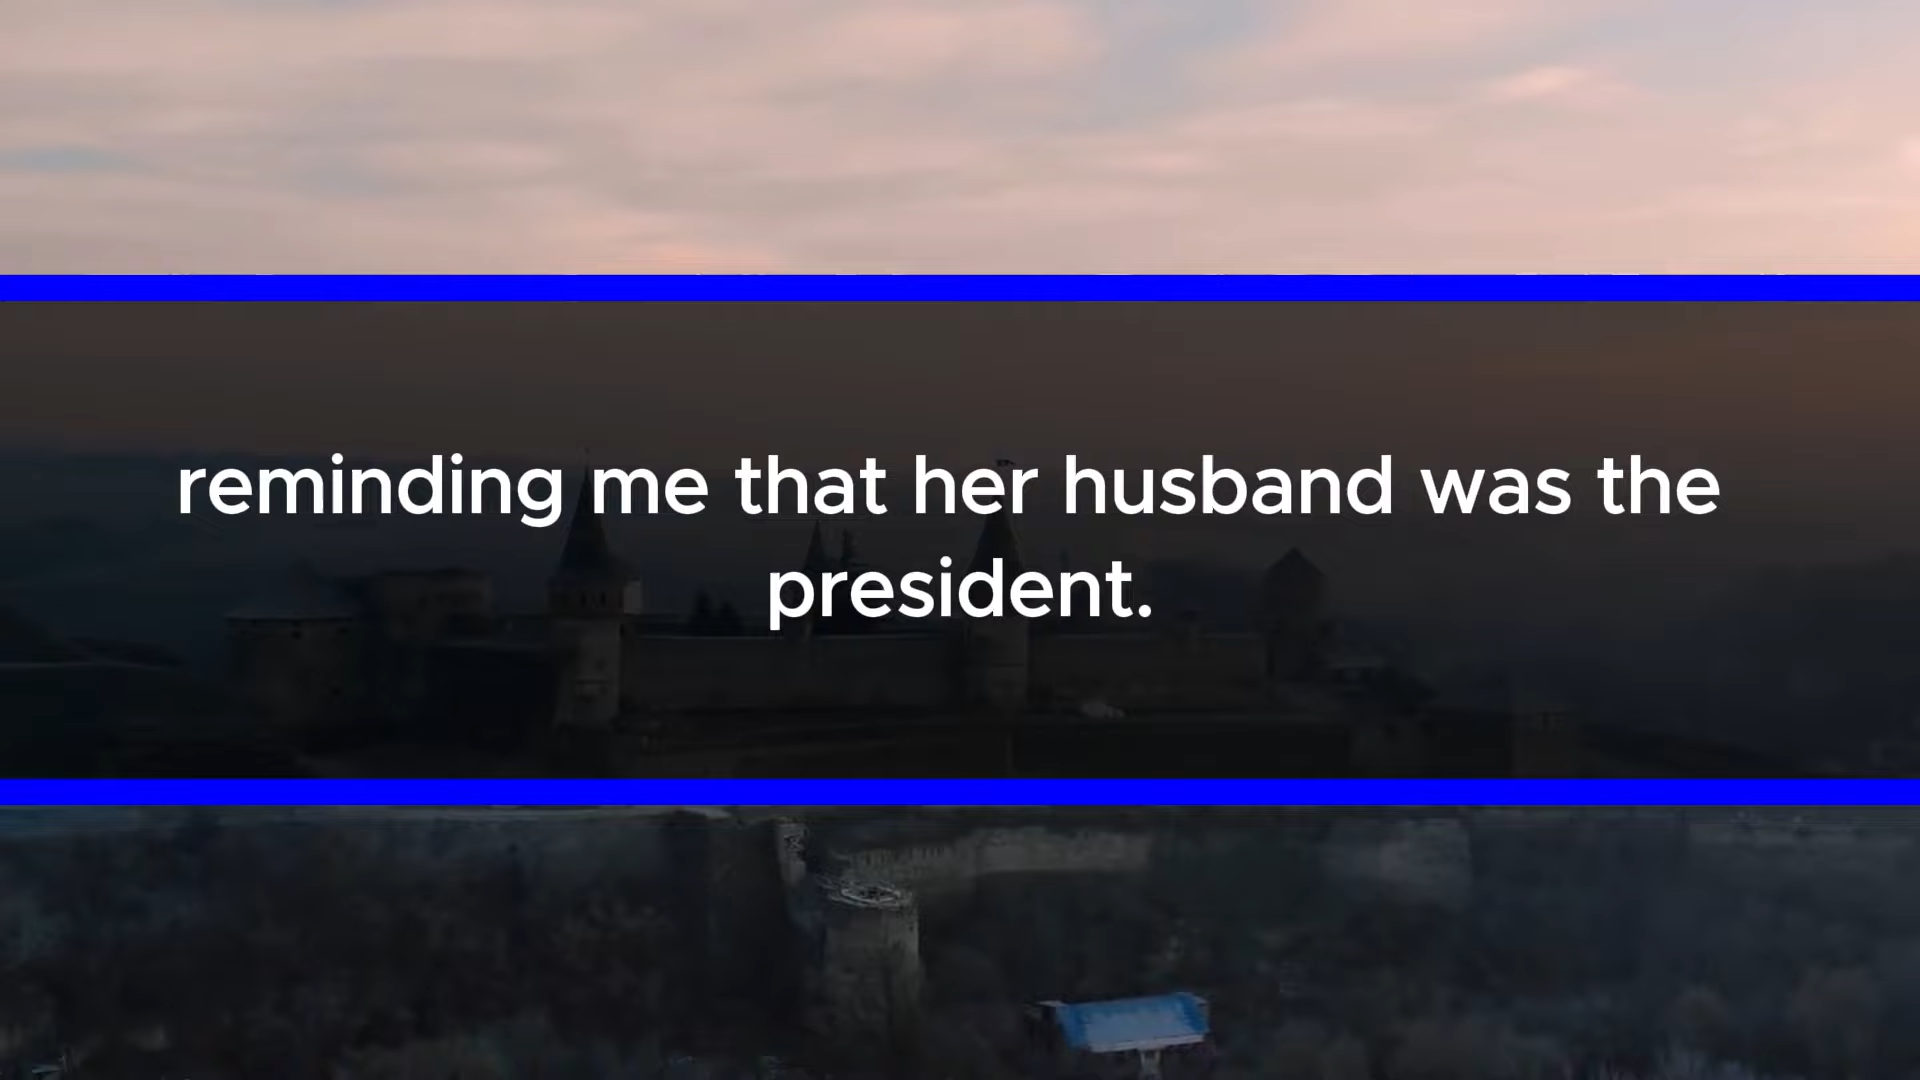 reminding me that her husband was the
president.